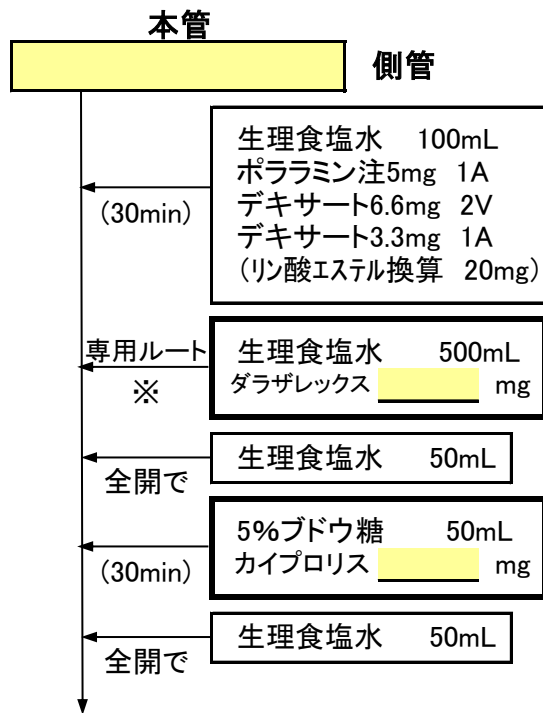 本管
側管
生理食塩水 100mL
ポララミン注5mg 1A
デキサート6.6mg 2V
デキサート3.3mg 1A
(リン酸エステル換算 20mg)
(30min)
専用ルート
※
生理食塩水 500mL
ダラザレックス mg
生理食塩水 50mL
全開で
5%ブドウ糖 50mL
カイプロリス mg
(30min)
生理食塩水 50mL
全開で